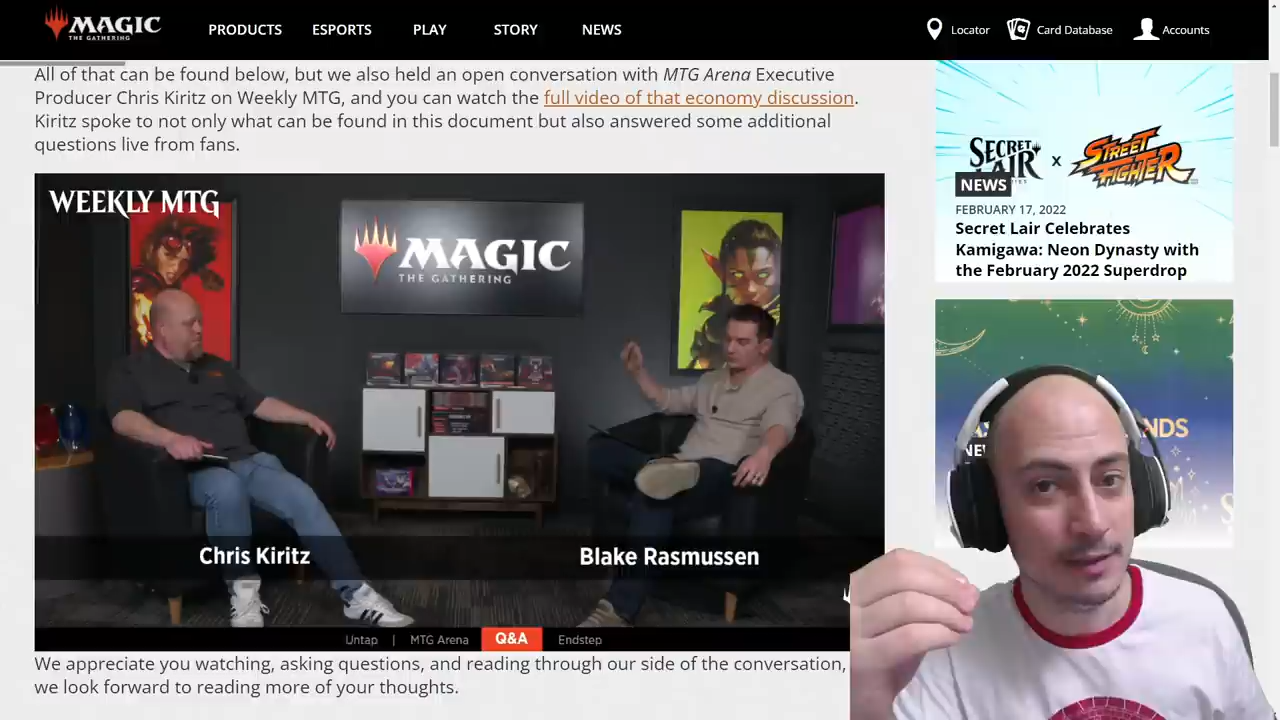 MAGIC
THE GATHERING
PRODUCTS
ESPORTS
PLAY
STORY
NEWS
Locator
Card Database
Accounts
All of that can be found below, but we also held an open conversation with MTG Arena Executive
Producer Chris Kiritz on Weekly MTG, and you can watch the full video of that economy discussion.
Kiritz spoke to not only what can be found in this document but also answered some additional
questions live from fans.
WEEKLY MTG
MAGIC
THE GATHERING
Chris Kiritz
Blake Rasmussen
Untap | MTG Arena Q&A Endstep
We appreciate you watching, asking questions, and reading through our side of the conversation,
we look forward to reading more of your thoughts.
SECRET
LAIR
x
STREET
FIGHTER
NEWS
FEBRUARY 17, 2022
Secret Lair Celebrates
Kamigawa: Neon Dynasty with
the February 2022 Superdrop